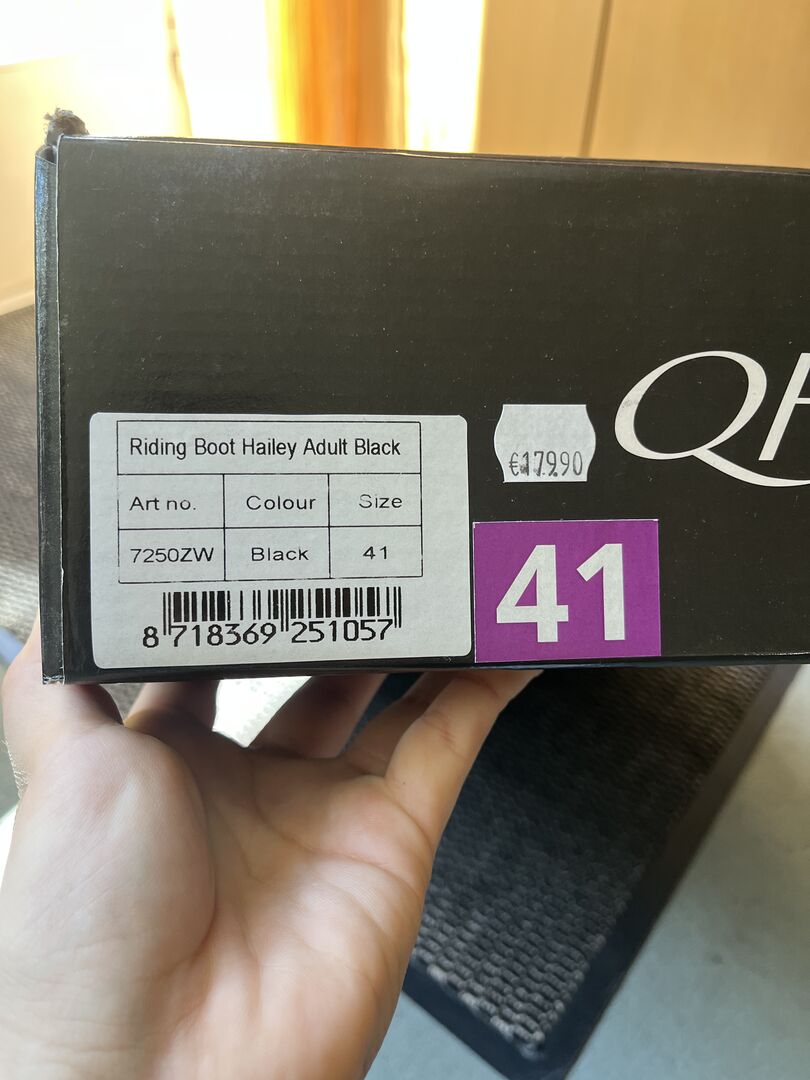 Riding Boot Hailey Adult Black
Art no. Colour Size
7250ZW Black 41
8 718369 251057
€179.90
41